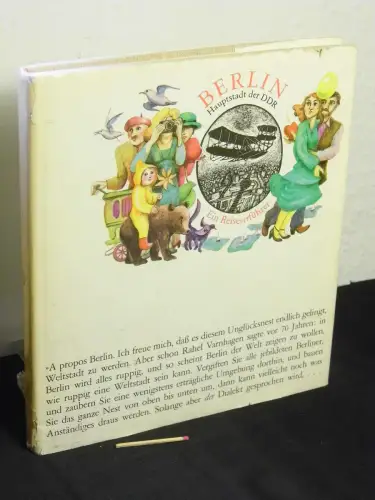 BERLIN
Hauptstadt der DDR
Ein Reiseverführer
»A propos Berlin. Ich freue mich, daß es diesem Unglücksnest endlich gelingt,
Weltstadt zu werden. Aber schon Rahel Varnhagen sagte vor 70 Jahren: in
Berlin wird alles ruppig, und so scheint Berlin der Welt zeigen zu wollen,
wie ruppig eine Weltstadt sein kann. Vergiften Sie alle jebildeten Berliner,
und zaubern Sie eine wenigstens erträgliche Umgebung dorthin, und bauen
Sie das ganze Nest von oben bis unten um, dann kann vielleicht noch was
Anständiges draus werden. Solange aber der Dialekt gesprochen wird, . . .